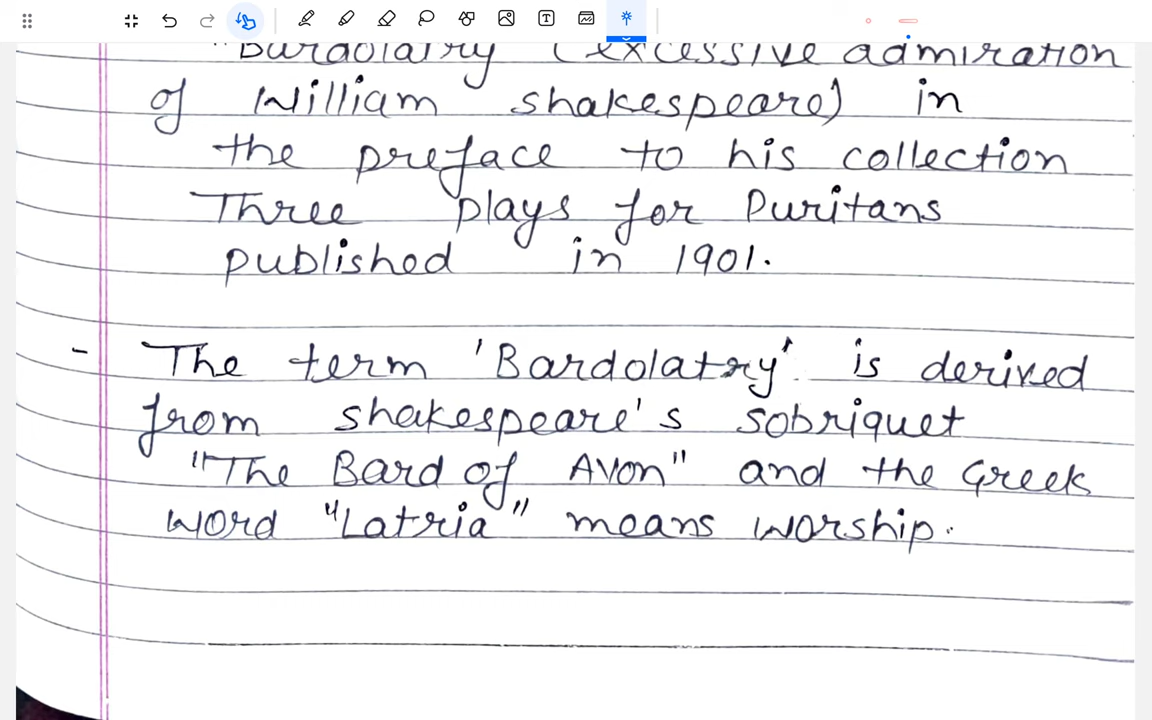 "Bardolatry (excessive admiration
of William shakespeare) in
the preface to his collection
Three plays for Puritans
published in 1901.
- The term 'Bardolatry' is derived
from shakespeare's sobriquet
"The Bard of Avon" and the Greek
word "Latria" means worship.